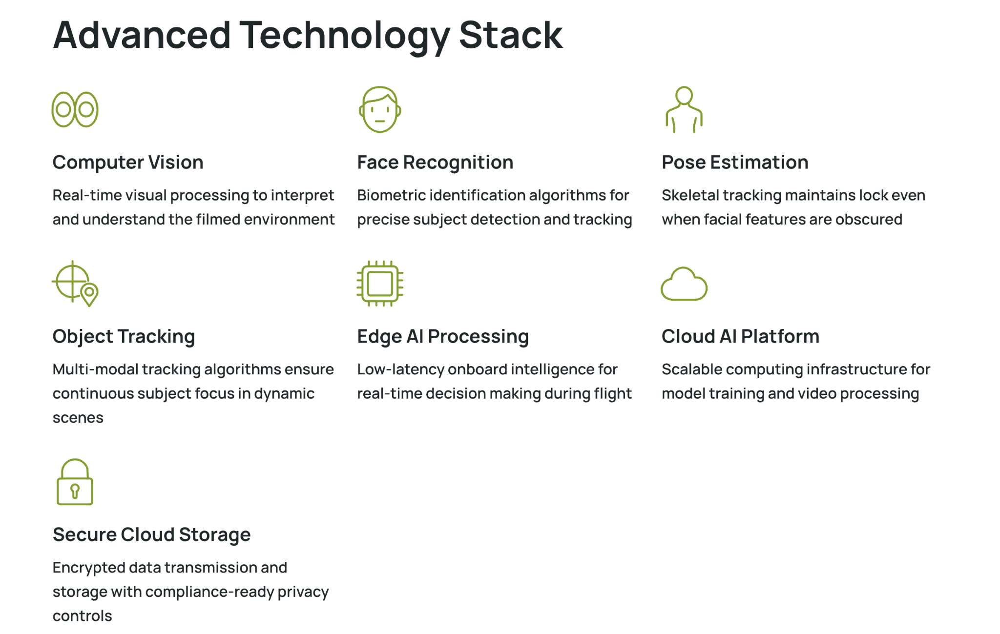 Advanced Technology Stack
Computer Vision
Real-time visual processing to interpret
and understand the filmed environment
Face Recognition
Biometric identification algorithms for
precise subject detection and tracking
Pose Estimation
Skeletal tracking maintains lock even
when facial features are obscured
Object Tracking
Multi-modal tracking algorithms ensure
continuous subject focus in dynamic
scenes
Edge AI Processing
Low-latency onboard intelligence for
real-time decision making during flight
Cloud AI Platform
Scalable computing infrastructure for
model training and video processing
Secure Cloud Storage
Encrypted data transmission and
storage with compliance-ready privacy
controls